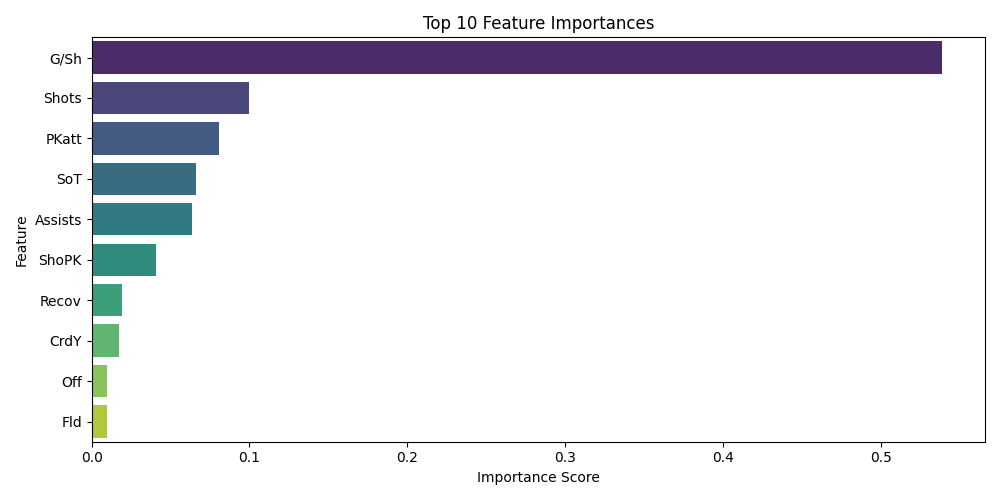 Top 10 Feature Importances
G/Sh
Shots
PKatt
SoT
Assists
ShoPK
Recov
CrdY
Off
Fld
Feature
0.0 0.1 0.2 0.3 0.4 0.5
Importance Score